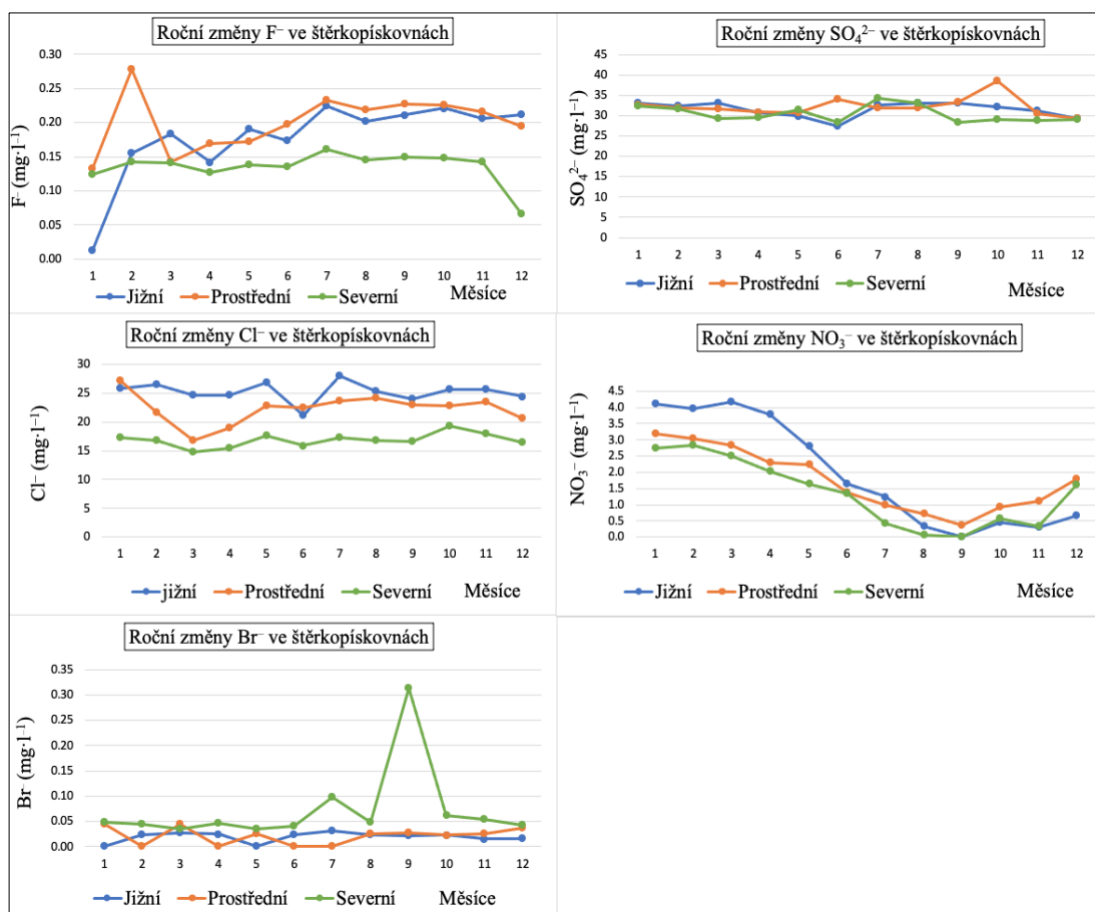 Roční změny F⁻ ve štěrkopískovnách
F⁻ (mg·l⁻¹)
0.30
0.25
0.20
0.15
0.10
0.05
0.00
1 2 3 4 5 6 7 8 9 10 11 12
Jižní Prostřední Severní Měsíce
Roční změny SO₄²⁻ ve štěrkopískovnách
SO₄²⁻ (mg·l⁻¹)
45
40
35
30
25
20
15
10
5
0
1 2 3 4 5 6 7 8 9 10 11 12
Jižní Prostřední Severní Měsíce
Roční změny Cl⁻ ve štěrkopískovnách
Cl⁻ (mg·l⁻¹)
30
25
20
15
10
5
0
1 2 3 4 5 6 7 8 9 10 11 12
jižní Prostřední Severní Měsíce
Roční změny NO₃⁻ ve štěrkopískovnách
NO₃⁻ (mg·l⁻¹)
4.5
4.0
3.5
3.0
2.5
2.0
1.5
1.0
0.5
0.0
1 2 3 4 5 6 7 8 9 10 11 12
Jižní Prostřední Severní Měsíce
Roční změny Br⁻ ve štěrkopískovnách
Br⁻ (mg·l⁻¹)
0.35
0.30
0.25
0.20
0.15
0.10
0.05
0.00
1 2 3 4 5 6 7 8 9 10 11 12
Jižní Prostřední Severní Měsíce